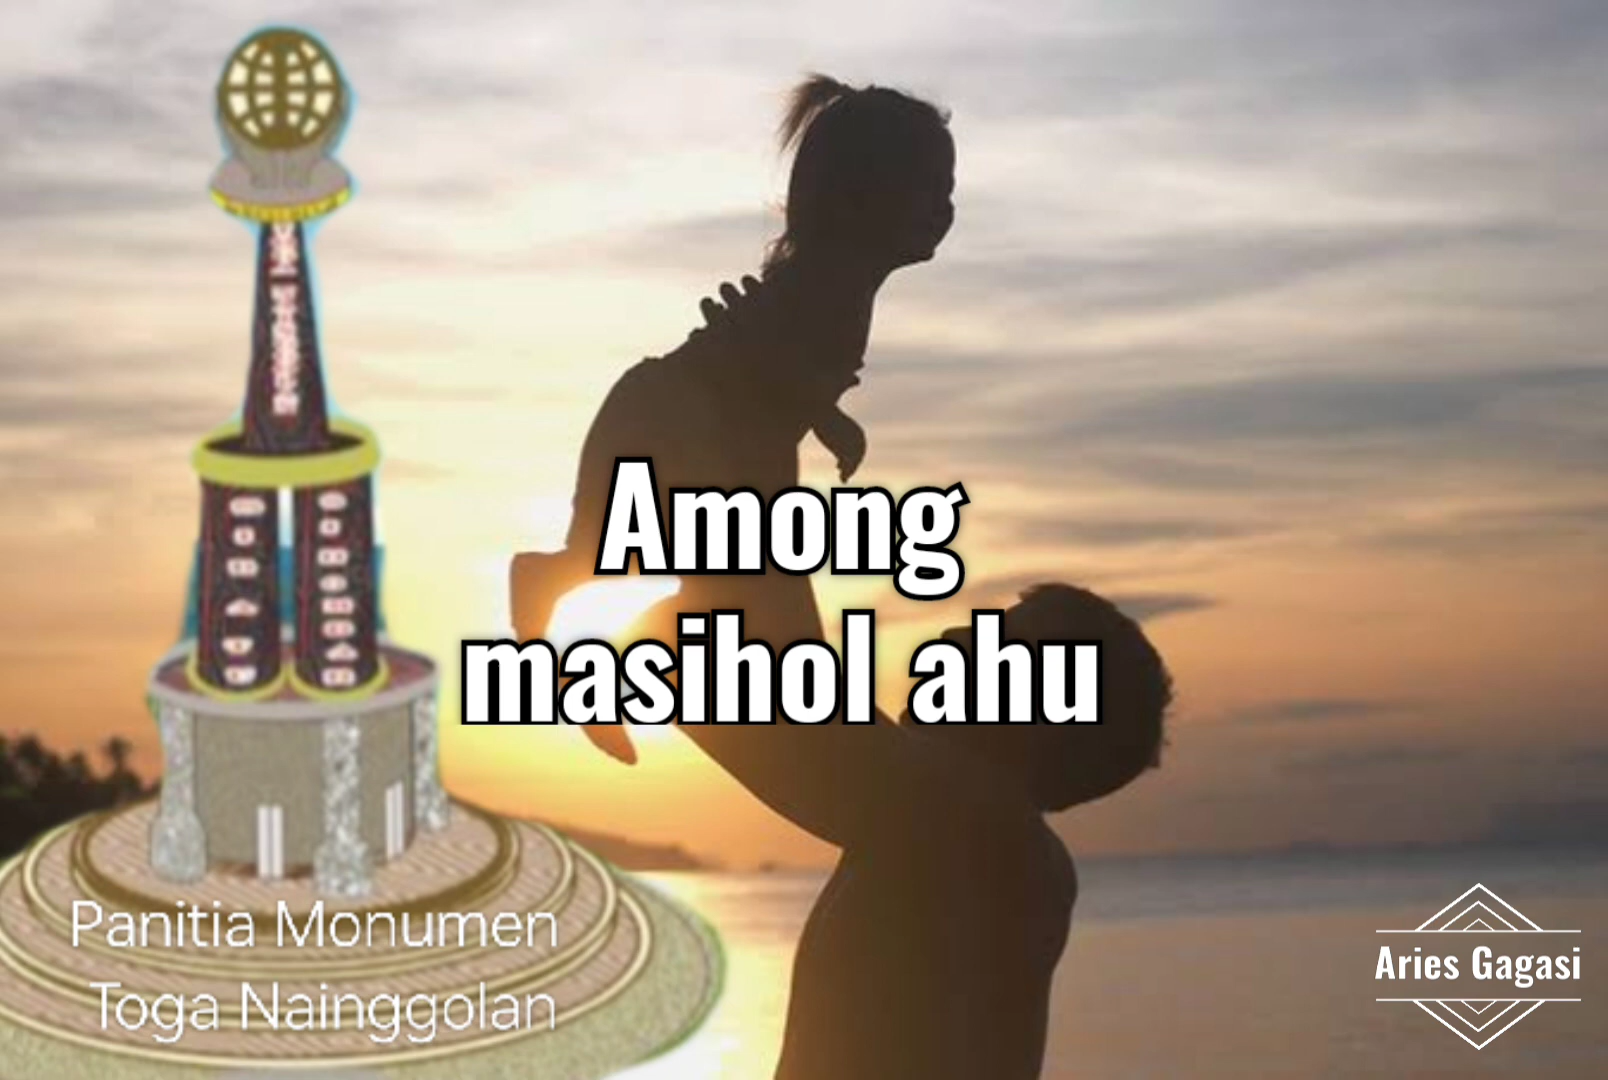 Among
masihol ahu
Panitia Monumen
Toga Nainggolan
Aries Gagasi